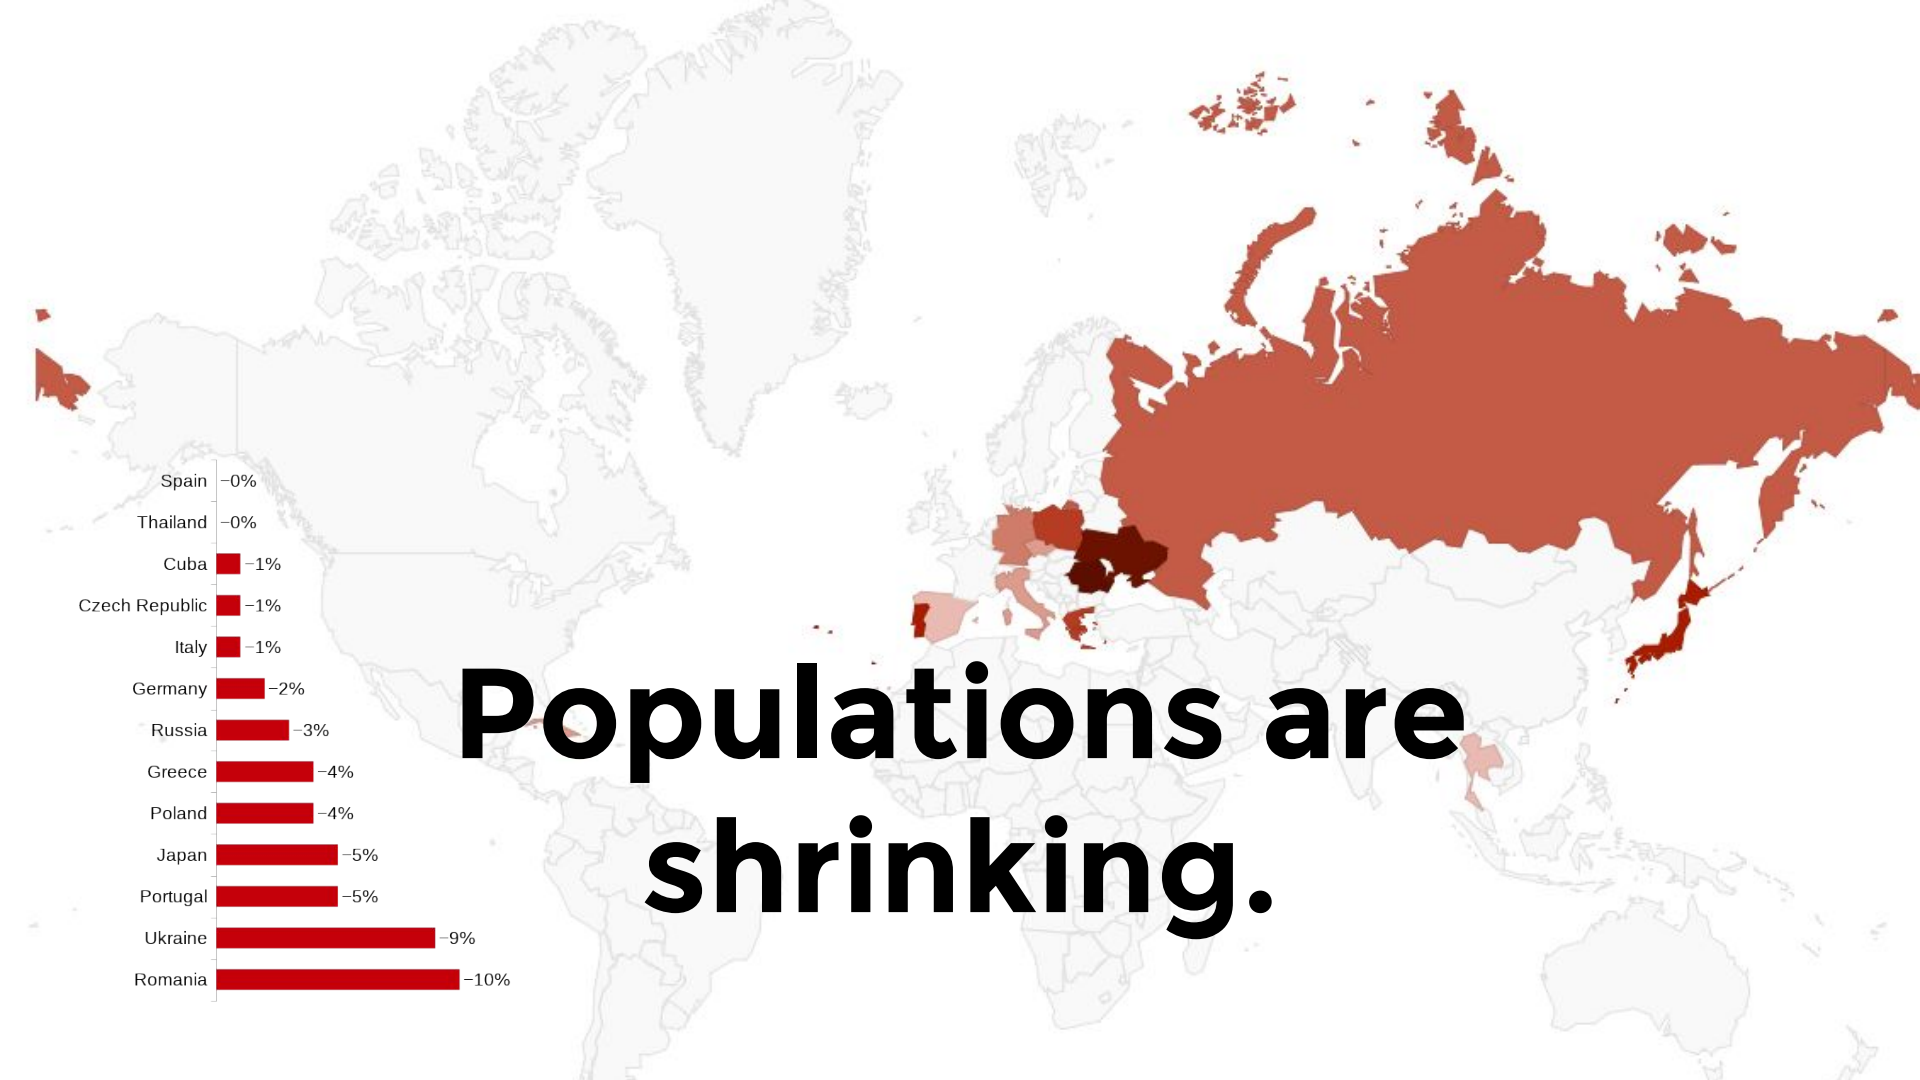 Spain −0%
Thailand −0%
Cuba −1%
Czech Republic −1%
Italy −1%
Germany −2%
Russia −3%
Greece −4%
Poland −4%
Japan −5%
Portugal −5%
Ukraine −9%
Romania −10%
Populations are
shrinking.